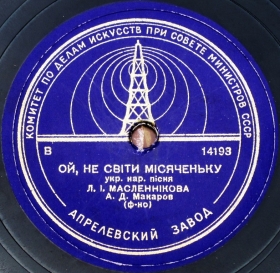 КОМИТЕТ ПО ДЕЛАМ ИСКУССТВ ПРИ СОВЕТЕ МИНИСТРОВ СССР
В 14193
ОЙ, НЕ СВІТИ МІСЯЧЕНЬКУ
укр. нар. пісня
Л. І. МАСЛЕННІКОВА
А. Д. Макаров
(ф-но)
АПРЕЛЕВСКИЙ ЗАВОД